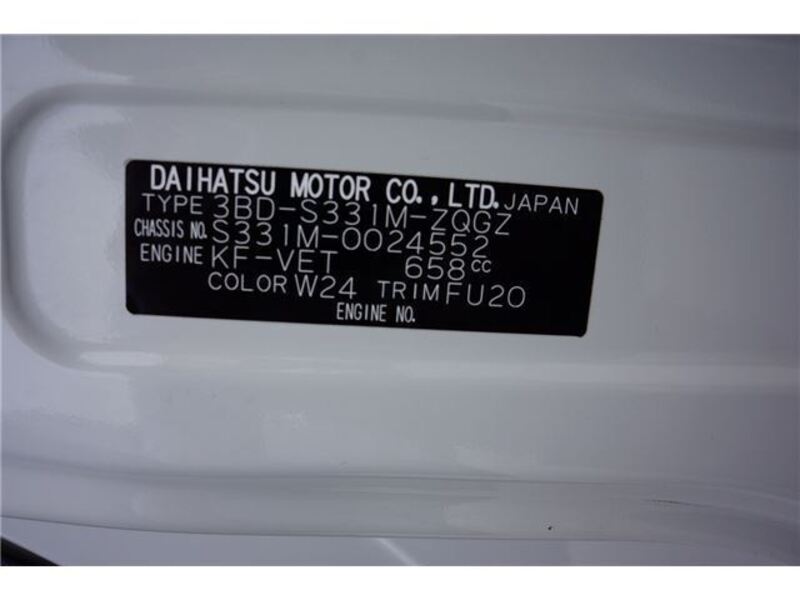 DAIHATSU MOTOR CO., LTD. JAPAN
TYPE 3BD-S331M-ZQGZ
CHASSIS NO. S331M-0024552
ENGINE KF-VET 658cc
COLOR W24 TRIM FU20
ENGINE NO.